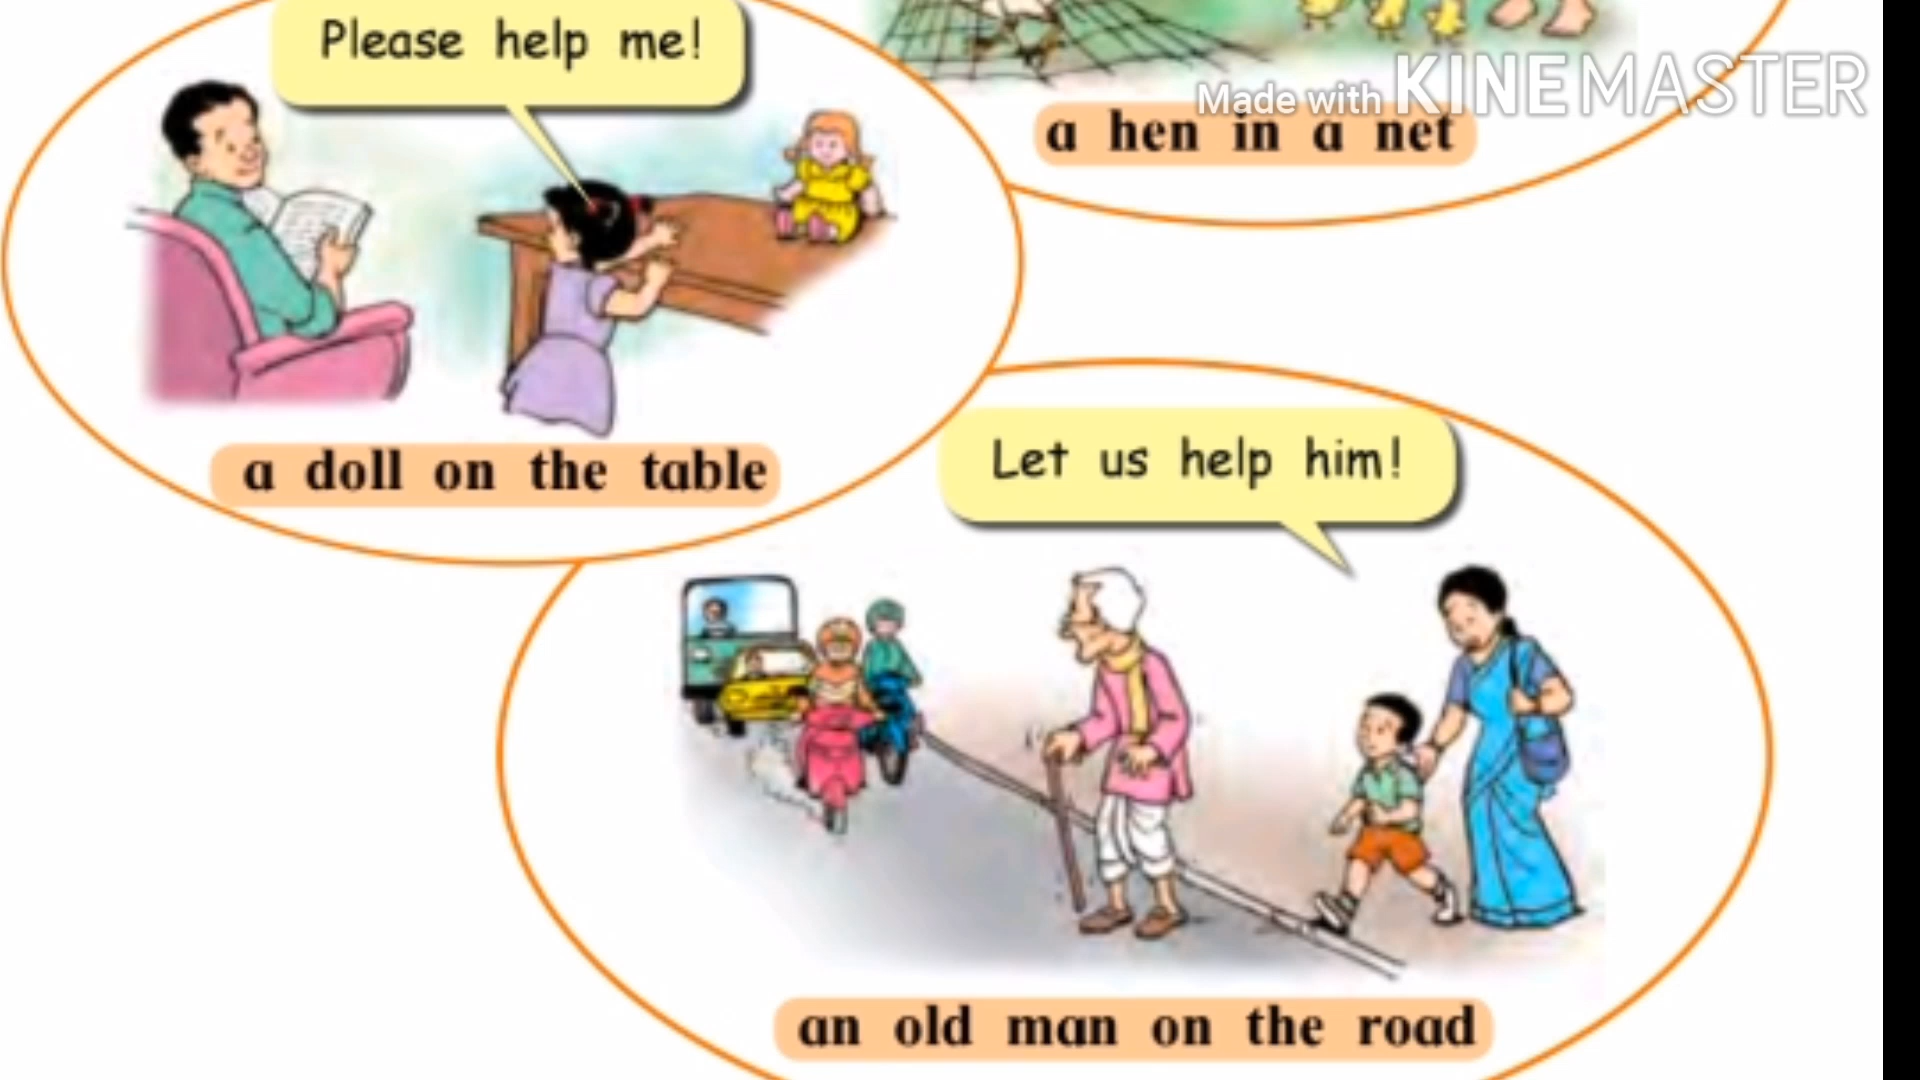 Please help me!
Made with KINEMASTER
a hen in a net
a doll on the table
Let us help him!
an old man on the road